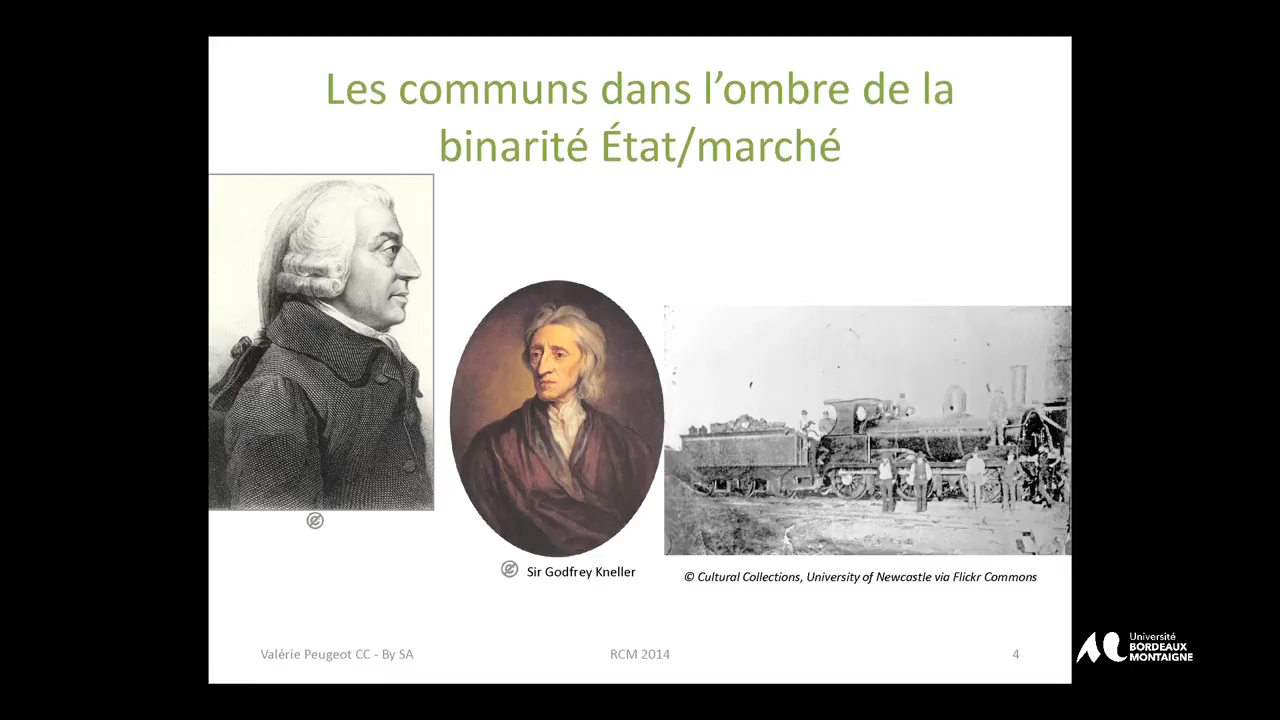 Les communs dans l’ombre de la
binarité État/marché
Sir Godfrey Kneller
© Cultural Collections, University of Newcastle via Flickr Commons
Valérie Peugeot CC - By SA
RCM 2014
4
Université
BORDEAUX
MONTAIGNE